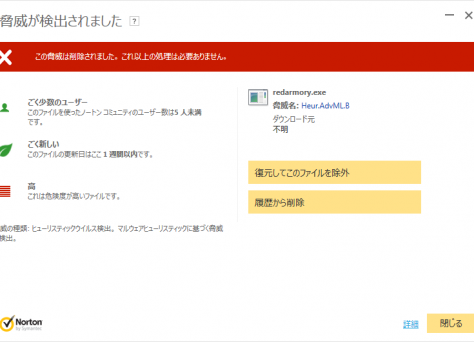 脅威が検出されました ?
この脅威は削除されました。これ以上の処理は必要ありません。
ごく少数のユーザー
このファイルを使ったノートン コミュニティのユーザー数は5 人未満
です。
ごく新しい
このファイルの更新日はここ 1 週間以内です。
高
これは危険度が高いファイルです。
威の種類: ヒューリスティックウイルス検出。マルウェアヒューリスティックに基づく脅威
検出。
redarmory.exe
脅威名: Heur.AdvML.B
ダウンロード元
不明
復元してこのファイルを除外
履歴から削除
Norton
by Symantec
詳細
閉じる